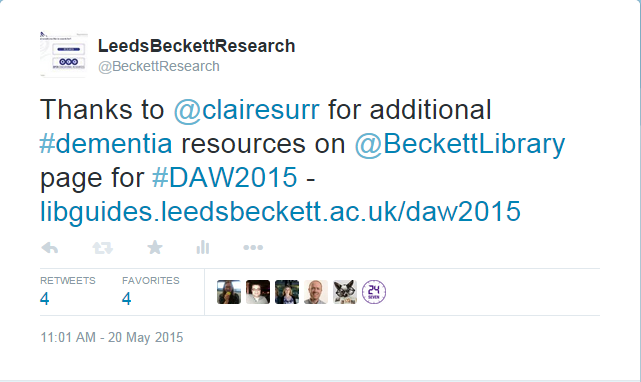 LeedsBeckettResearch
@BeckettResearch
Thanks to @clairesurr for additional
#dementia resources on @BeckettLibrary
page for #DAW2015 -
libguides.leedsbeckett.ac.uk/daw2015
RETWEETS FAVORITES
4 4
24
SEVEN
11:01 AM - 20 May 2015